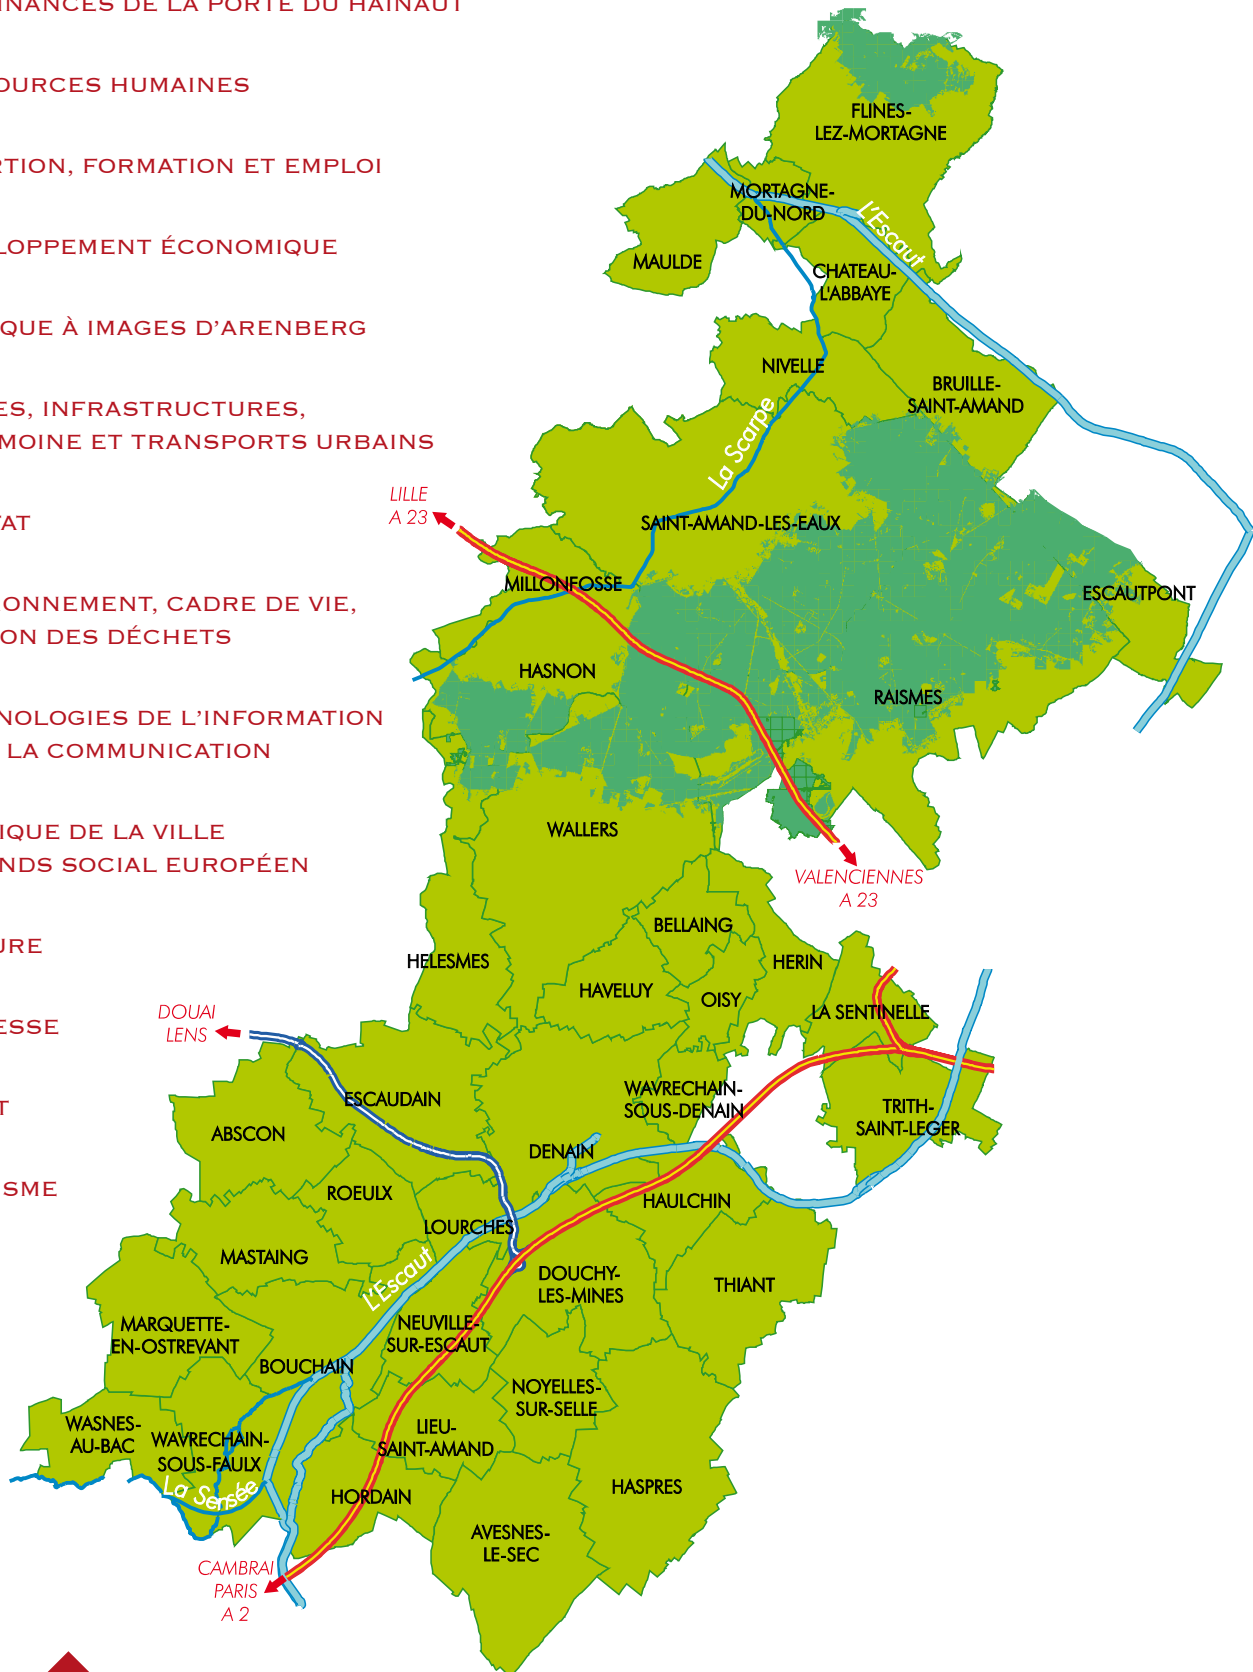 INANCES DE LA PORTE DU HAINAUT
OURCES HUMAINES
RTION, FORMATION ET EMPLOI
LOPPEMENT ÉCONOMIQUE
QUE À IMAGES D'ARENBERG
ES, INFRASTRUCTURES,
MOINE ET TRANSPORTS URBAINS
AT
ONNEMENT, CADRE DE VIE,
ON DES DÉCHETS
NOLOGIES DE L'INFORMATION
LA COMMUNICATION
IQUE DE LA VILLE
NDS SOCIAL EUROPÉEN
URE
ESSE
T
ISME
FLINES-
LEZ-MORTAGNE
MORTAGNE-
DU-NORD
L'Escaut
MAULDE
CHATEAU-
L'ABBAYE
NIVELLE
BRUILLE-
SAINT-AMAND
La Scarpe
LILLE
A 23
SAINT-AMAND-LES-EAUX
MILLONFOSSE
ESCAUTPONT
HASNON
RAISMES
WALLERS
VALENCIENNES
A 23
BELLAING
HELESMES
HERIN
HAVELUY
OISY
LA SENTINELLE
DOUAI
LENS
ESCAUDAIN
WAVRECHAIN-
SOUS-DENAIN
TRITH-
SAINT-LEGER
ABSCON
DENAIN
ROEULX
HAULCHIN
LOURCHES
MASTAING
L'Escaut
DOUCHY-
LES-MINES
THIANT
MARQUETTE-
EN-OSTREVANT
NEUVILLE-
SUR-ESCAUT
BOUCHAIN
NOYELLES-
SUR-SELLE
WASNES-
AU-BAC
WAVRECHAIN-
SOUS-FAULX
LIEU-
SAINT-AMAND
La Sensée
HORDAIN
HASPRES
AVESNES-
LE-SEC
CAMBRAI
PARIS
A 2